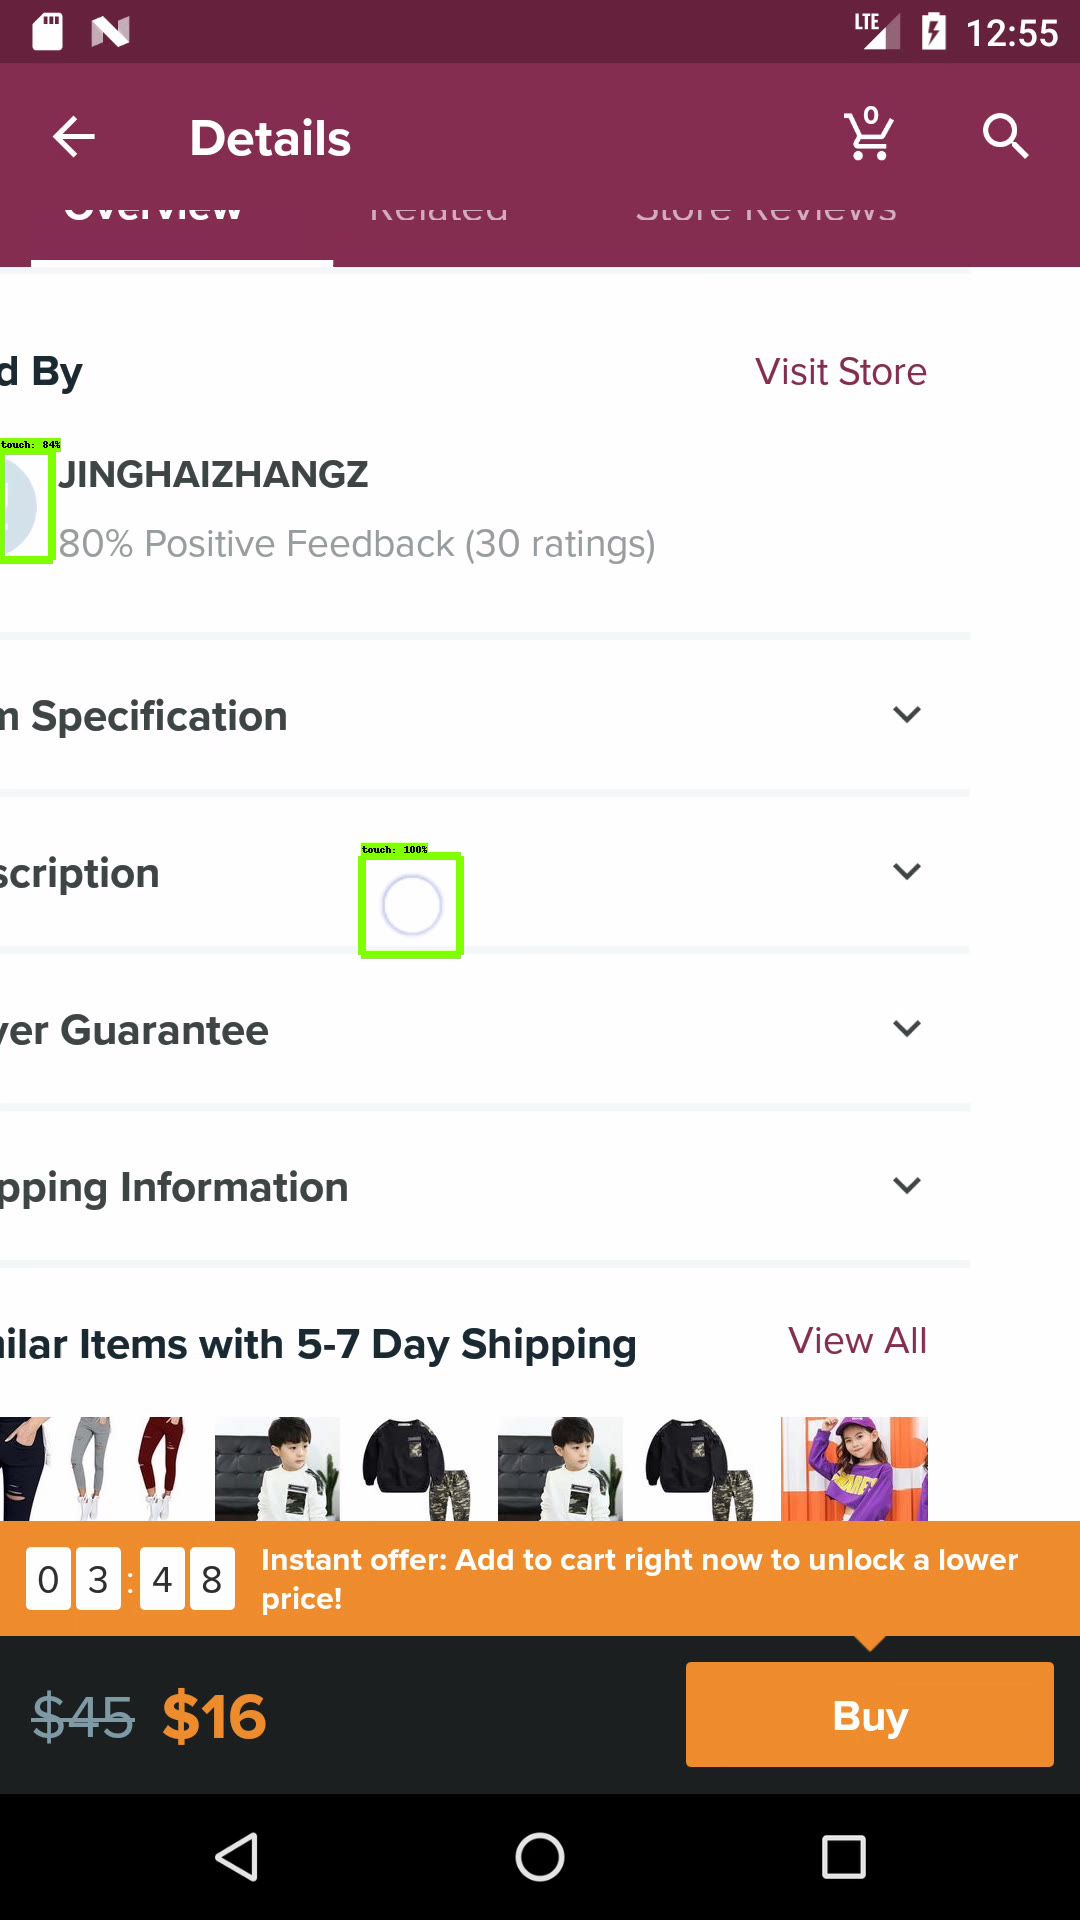 LTE 12:55
Details 0
Overview Related Store Reviews
d By Visit Store
touch: 84%
JINGHAIZHANGZ
80% Positive Feedback (30 ratings)
m Specification
touch: 100%
scription
yer Guarantee
pping Information
ilar Items with 5-7 Day Shipping View All
0 3 : 4 8 Instant offer: Add to cart right now to unlock a lower
price!
$45 $16 Buy